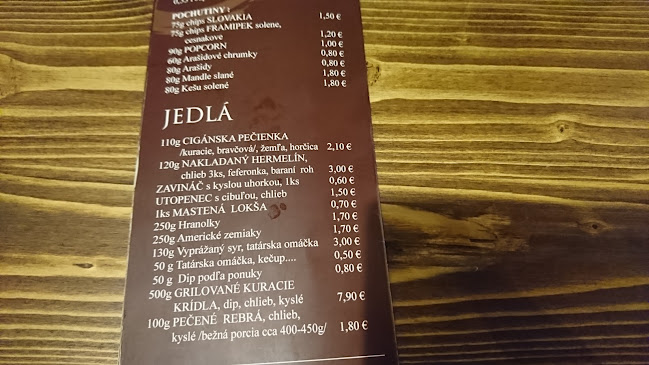 POCHUTINY :
75g chips SLOVAKIA 1,50 €
75g chips FRAMIPEK solene,
cesnakove 1,20 €
90g POPCORN 1,00 €
60g Arašidové chrumky 0,80 €
80g Arašidy 0,80 €
80g Mandle slané 1,80 €
80g Kešu solené 1,80 €
JEDLÁ
110g CIGÁNSKA PEČIENKA
/kuracie, bravčová/, žemľa, horčica 2,10 €
120g NAKLADANÝ HERMELÍN,
chlieb 3ks, feferonka, baraní roh 3,00 €
ZAVINÁČ s kyslou uhorkou, 1ks 0,60 €
UTOPENEC s cibuľou, chlieb 1,50 €
1ks MASTENÁ LOKŠA 0,70 €
250g Hranolky 1,70 €
250g Americké zemiaky 1,70 €
130g Vyprážaný syr, tatárska omáčka 3,00 €
50 g Tatárska omáčka, kečup.... 0,50 €
50 g Dip podľa ponuky 0,80 €
500g GRILOVANÉ KURACIE
KRÍDLA, dip, chlieb, kyslé 7,90 €
100g PEČENÉ REBRÁ, chlieb,
kyslé /bežná porcia cca 400-450g/ 1,80 €